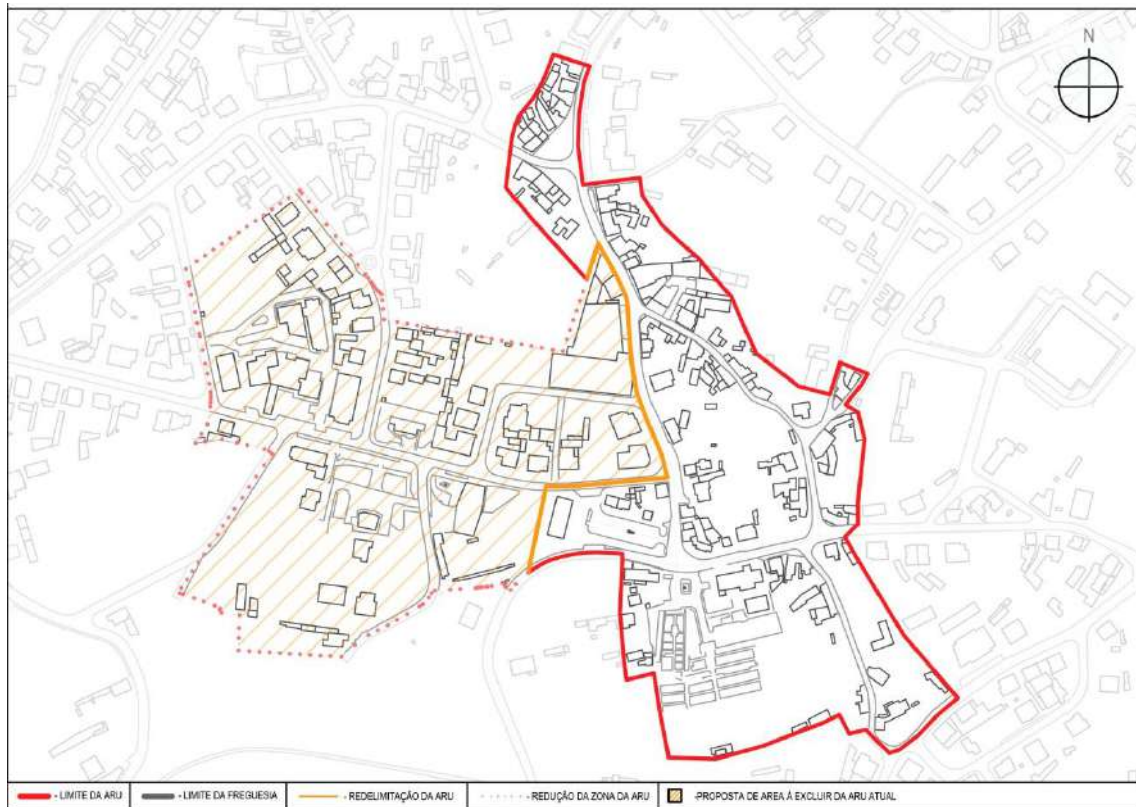 N
- LIMITE DA ARU
- LIMITE DA FREGUESIA
- REDELIMITAÇÃO DA ARU
- REDUÇÃO DA ZONA DA ARU
-PROPOSTA DE AREA À EXCLUIR DA ARU ATUAL